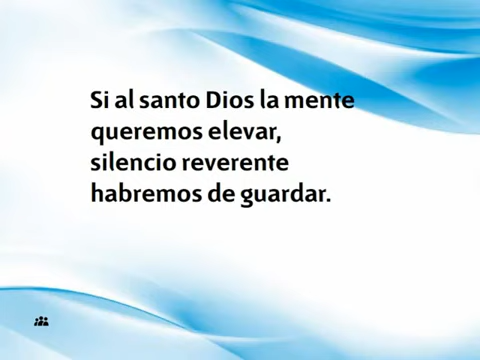 Si al santo Dios la mente
queremos elevar,
silencio reverente
habremos de guardar.